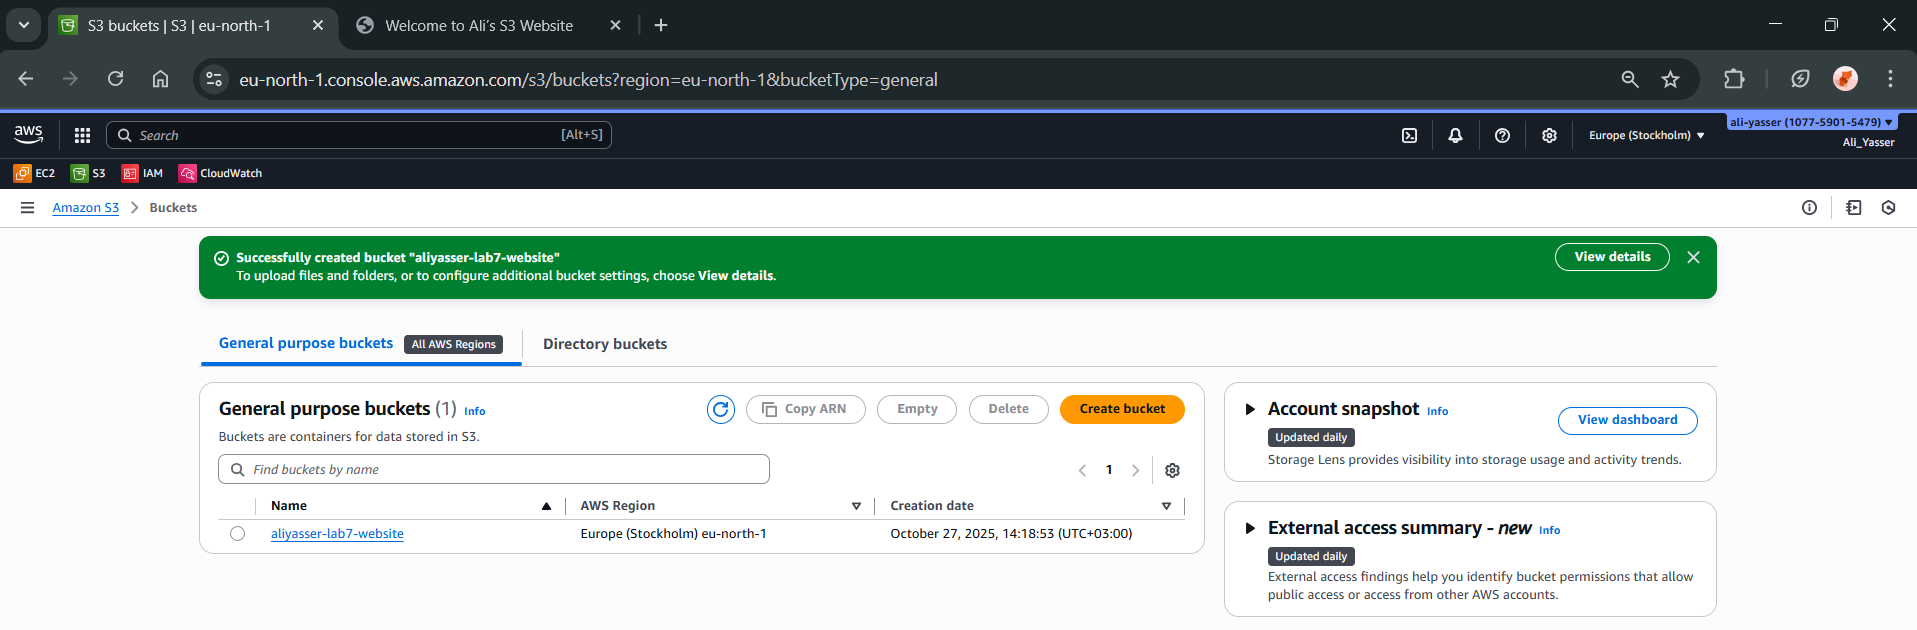 S3 buckets | S3 | eu-north-1
Welcome to Ali's S3 Website
eu-north-1.console.aws.amazon.com/s3/buckets?region=eu-north-1&bucketType=general
aws
Search [Alt+S]
Europe (Stockholm)
ali-yasser (1077-5901-5479)
Ali_Yasser
EC2 S3 IAM CloudWatch
Amazon S3 Buckets
Successfully created bucket "aliyasser-lab7-website"
To upload files and folders, or to configure additional bucket settings, choose View details.
View details
General purpose buckets All AWS Regions Directory buckets
General purpose buckets (1) Info
Copy ARN Empty Delete Create bucket
Buckets are containers for data stored in S3.
Find buckets by name
1
Name AWS Region Creation date
aliyasser-lab7-website Europe (Stockholm) eu-north-1 October 27, 2025, 14:18:53 (UTC+03:00)
Account snapshot Info
View dashboard
Updated daily
Storage Lens provides visibility into storage usage and activity trends.
External access summary - new Info
Updated daily
External access findings help you identify bucket permissions that allow
public access or access from other AWS accounts.